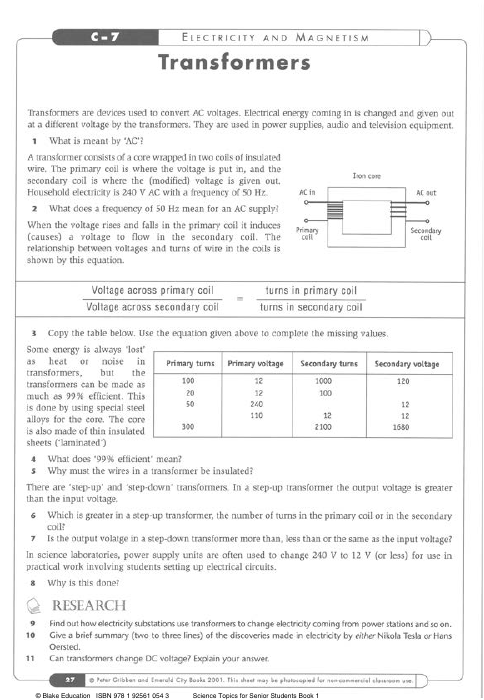 C-7
ELECTRICITY AND MAGNETISM
Transformers
Transformers are devices used to convert AC voltages. Electrical energy coming in is changed and given out
at a different voltage by the transformers. They are used in power supplies, audio and television equipment.
1 What is meant by 'AC'?
A transformer consists of a core wrapped in two coils of insulated
wire. The primary coil is where the voltage is put in, and the
secondary coil is where the (modified) voltage is given out.
Household electricity is 240 V AC with a frequency of 50 Hz.
2 What does a frequency of 50 Hz mean for an AC supply?
When the voltage rises and falls in the primary coil it induces
(causes) a voltage to flow in the secondary coil. The
relationship between voltages and turns of wire in the coils is
shown by this equation.
Iron core
AC in
AC out
Primary
coil
Secondary
coil
Voltage across primary coil = turns in primary coil
Voltage across secondary coil turns in secondary coil
3 Copy the table below. Use the equation given above to complete the missing values.
Some energy is always 'lost'
as heat or noise in
transformers, but the
transformers can be made as
much as 99% efficient. This
is done by using special steel
alloys for the core. The core
is also made of thin insulated
sheets ('laminated')
Primary turns Primary voltage Secondary turns Secondary voltage
100 12 1000 120
20 12 100
50 240 12
110 12 12
300 2100 1680
4 What does '99% efficient' mean?
5 Why must the wires in a transformer be insulated?
There are 'step-up' and 'step-down' transformers. In a step-up transformer the output voltage is greater
than the input voltage.
6 Which is greater in a step-up transformer, the number of turns in the primary coil or in the secondary
coil?
7 Is the output volatge in a step-down transformer more than, less than or the same as the input voltage?
In science laboratories, power supply units are often used to change 240 V to 12 V (or less) for use in
practical work involving students setting up electrical circuits.
8 Why is this done?
RESEARCH
9 Find out how electricity substations use transformers to change electricity coming from power stations and so on.
10 Give a brief summary (two to three lines) of the discoveries made in electricity by either Nikola Tesla or Hans
Oersted.
11 Can transformers change DC voltage? Explain your answer.
27 © Peter Gribben and Emerald City Books 2001. This sheet may be photocopied for non-commercial classroom use.
© Blake Education ISBN 978 1 92561 054 3 Science Topics for Senior Students Book 1